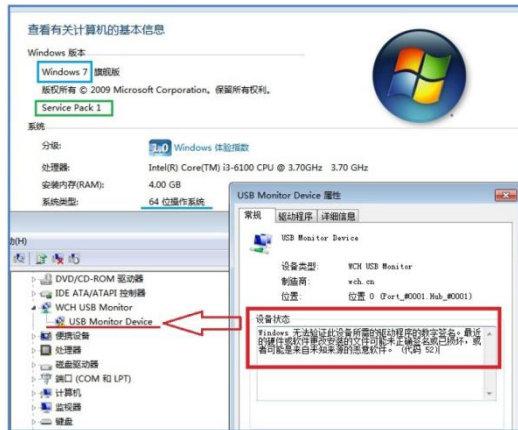 查看有关计算机的基本信息
Windows 版本
Windows 7 旗舰版
版权所有 © 2009 Microsoft Corporation。保留所有权利。
Service Pack 1
系统
分级:
1.0 Windows 体验指数
处理器: Intel(R) Core(TM) i3-6100 CPU @ 3.70GHz 3.70 GHz
安装内存(RAM): 4.00 GB
系统类型: 64 位操作系统
(H)
DVD/CD-ROM 驱动器
IDE ATA/ATAPI 控制器
WCH USB Monitor
USB Monitor Device
便携设备
处理器
磁盘驱动器
端口 (COM 和 LPT)
计算机
监视器
键盘
USB Monitor Device 属性
常规 驱动程序 详细信息
USB Monitor Device
设备类型: WCH USB Monitor
制造商: wch.cn
位置: 位置 0 (Port_#0001.Hub_#0001)
设备状态
Windows 无法验证此设备所需的驱动程序的数字签名。最近
的硬件或软件更改安装的文件可能未正确签名或已损坏，或
者可能是来自未知来源的恶意软件。 (代码 52)